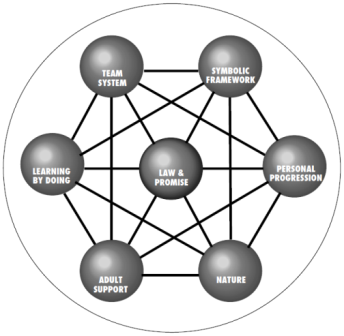 TEAM
SYSTEM
SYMBOLIC
FRAMEWORK
LEARNING
BY DOING
LAW &
PROMISE
PERSONAL
PROGRESSION
ADULT
SUPPORT
NATURE